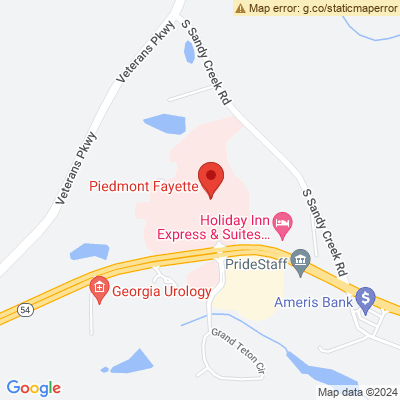 Map error: g.co/staticmaperror
S Sandy Creek Rd
Veterans Pkwy
Veterans Pkwy
Piedmont Fayette
S Sandy Creek Rd
Holiday Inn
Express & Suites...
PrideStaff
Georgia Urology
Ameris Bank
54
Grand Teton Cir
Google
Map data ©2024